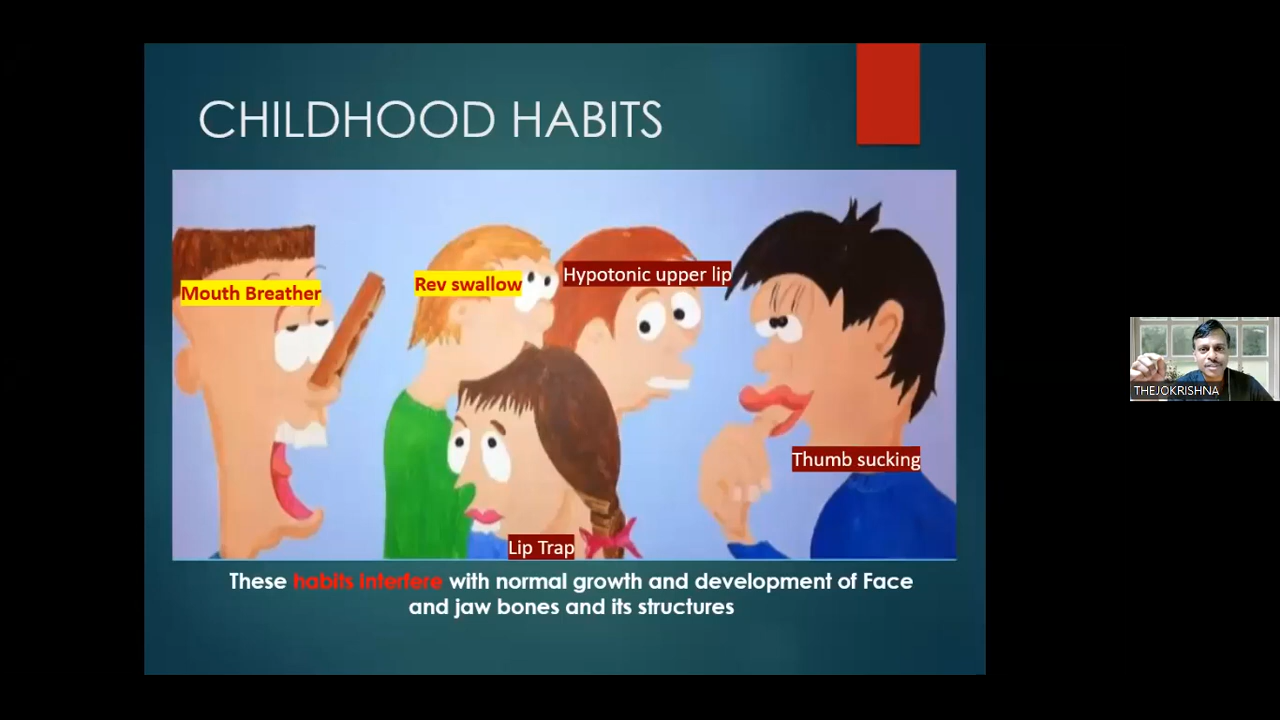 CHILDHOOD HABITS
Mouth Breather
Rev swallow
Hypotonic upper lip
Thumb sucking
Lip Trap
These habits interfere with normal growth and development of Face
and jaw bones and its structures
THEJOKRISHNA